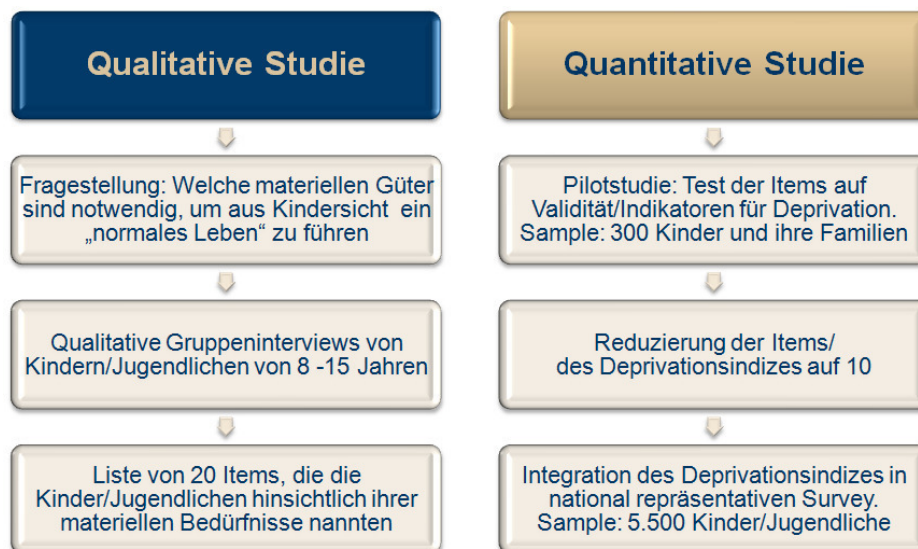 Qualitative Studie
Fragestellung: Welche materiellen Güter
sind notwendig, um aus Kindersicht ein
„normales Leben“ zu führen
Qualitative Gruppeninterviews von
Kindern/Jugendlichen von 8 -15 Jahren
Liste von 20 Items, die die
Kinder/Jugendlichen hinsichtlich ihrer
materiellen Bedürfnisse nannten
Quantitative Studie
Pilotstudie: Test der Items auf
Validität/Indikatoren für Deprivation.
Sample: 300 Kinder und ihre Familien
Reduzierung der Items/
des Deprivationsindizes auf 10
Integration des Deprivationsindizes in
national repräsentativen Survey.
Sample: 5.500 Kinder/Jugendliche